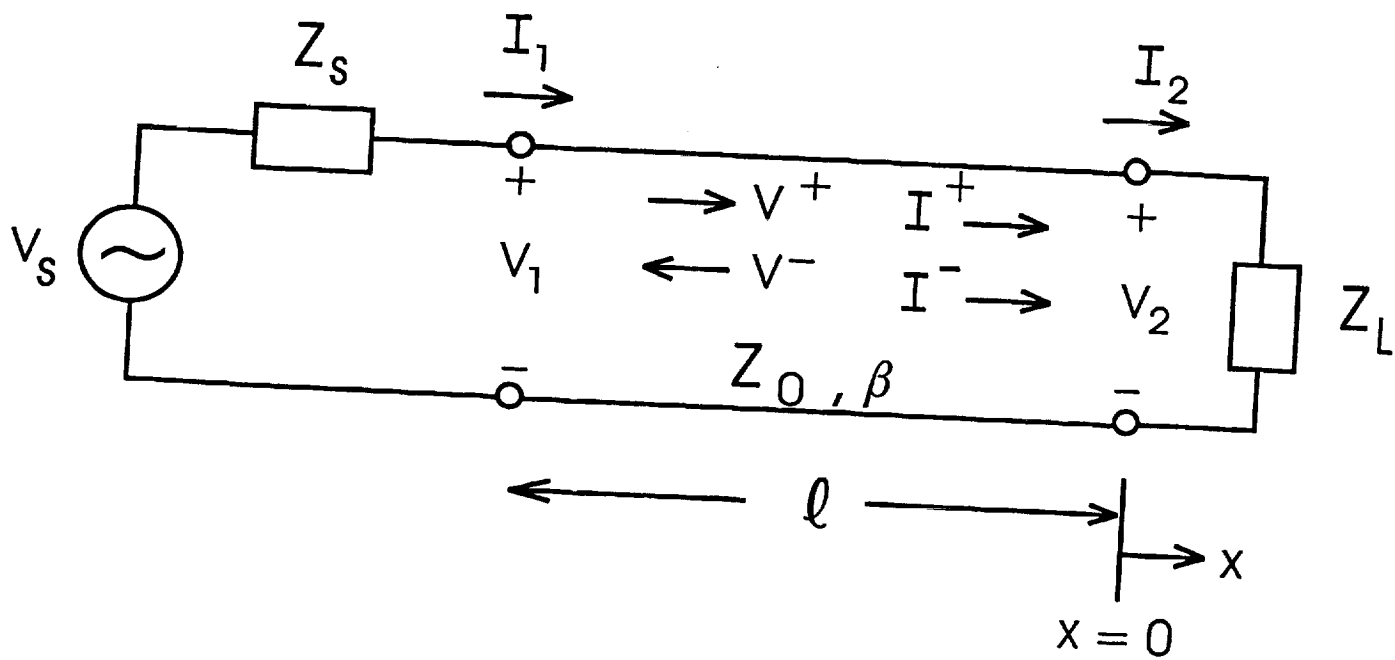 Z_S
I_1
I_2
V_S
+
V_1
-
V^+
V^-
I^+
I^-
+
V_2
-
Z_L
Z_0 , β
ℓ
x
x = 0